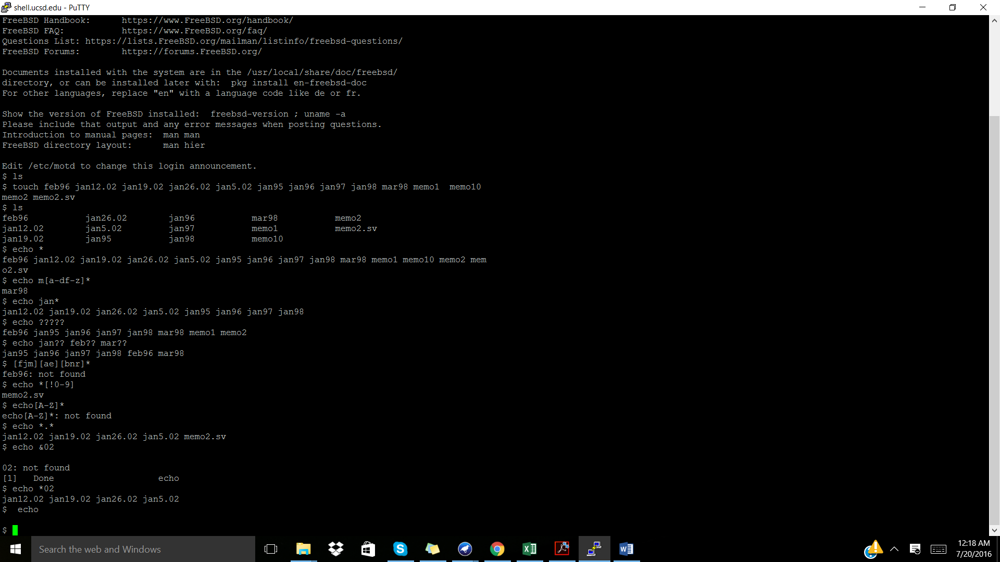 shell.ucsd.edu - PuTTY
FreeBSD Handbook:      https://www.FreeBSD.org/handbook/
FreeBSD FAQ:           https://www.FreeBSD.org/faq/
Questions List: https://lists.FreeBSD.org/mailman/listinfo/freebsd-questions/
FreeBSD Forums:        https://forums.FreeBSD.org/
Documents installed with the system are in the /usr/local/share/doc/freebsd/
directory, or can be installed later with:  pkg install en-freebsd-doc
For other languages, replace "en" with a language code like de or fr.
Show the version of FreeBSD installed:  freebsd-version ; uname -a
Please include that output and any error messages when posting questions.
Introduction to manual pages:  man man
FreeBSD directory layout:      man hier
Edit /etc/motd to change this login announcement.
$ ls
$ touch feb96 jan12.02 jan19.02 jan26.02 jan5.02 jan95 jan96 jan97 jan98 mar98 memo1  memo10
memo2 memo2.sv
$ ls
feb96           jan26.02        jan96           mar98           memo2
jan12.02        jan5.02         jan97           memo1           memo2.sv
jan19.02        jan95           jan98           memo10
$ echo *
feb96 jan12.02 jan19.02 jan26.02 jan5.02 jan95 jan96 jan97 jan98 mar98 memo1 memo10 memo2 mem
o2.sv
$ echo m[a-df-z]*
mar98
$ echo jan*
jan12.02 jan19.02 jan26.02 jan5.02 jan95 jan96 jan97 jan98
$ echo ?????
feb96 jan95 jan96 jan97 jan98 mar98 memo1 memo2
$ echo jan?? feb?? mar??
jan95 jan96 jan97 jan98 feb96 mar98
$ [fjm][ae][bnr]*
feb96: not found
$ echo *[!0-9]
memo2.sv
$ echo[A-Z]*
echo[A-Z]*: not found
$ echo *.*
jan12.02 jan19.02 jan26.02 jan5.02 memo2.sv
$ echo &02
02: not found
[1]   Done                    echo
$ echo *02
jan12.02 jan19.02 jan26.02 jan5.02
$  echo
$
Search the web and Windows
12:18 AM
7/20/2016